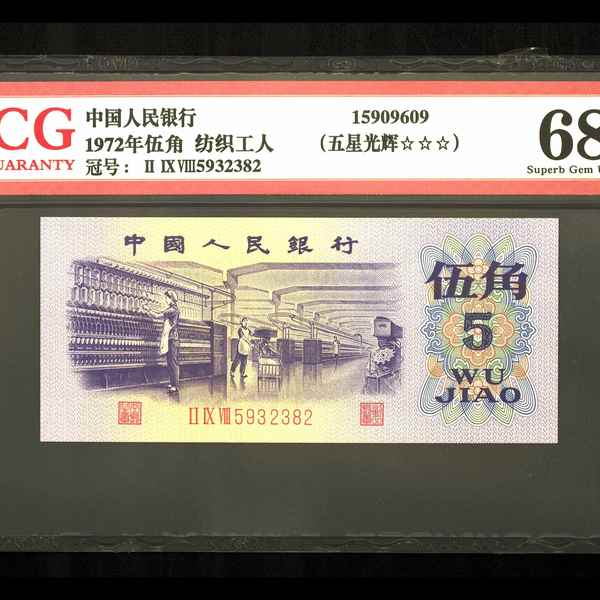 CG
UARANTY
中国人民银行
1972年伍角 纺织工人
冠号: II IX VIII5932382
15909609
(五星光辉☆☆☆)
68
Superb Gem U
中國人民銀行
伍角
5
WU
JIAO
II IX VIII 5932382